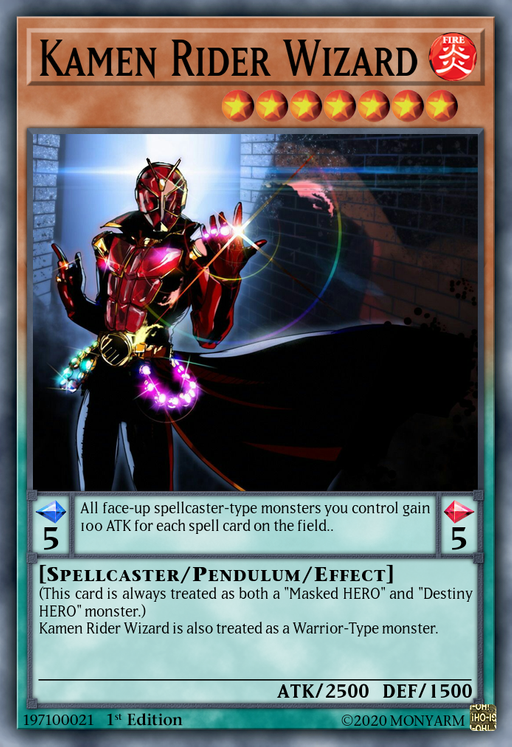 KAMEN RIDER WIZARD
FIRE
炎
All face-up spellcaster-type monsters you control gain
100 ATK for each spell card on the field..
5
5
[SPELLCASTER/PENDULUM/EFFECT]
(This card is always treated as both a "Masked HERO" and "Destiny
HERO" monster.)
Kamen Rider Wizard is also treated as a Warrior-Type monster.
ATK/2500 DEF/1500
197100021 1st Edition ©2020 MONYARM